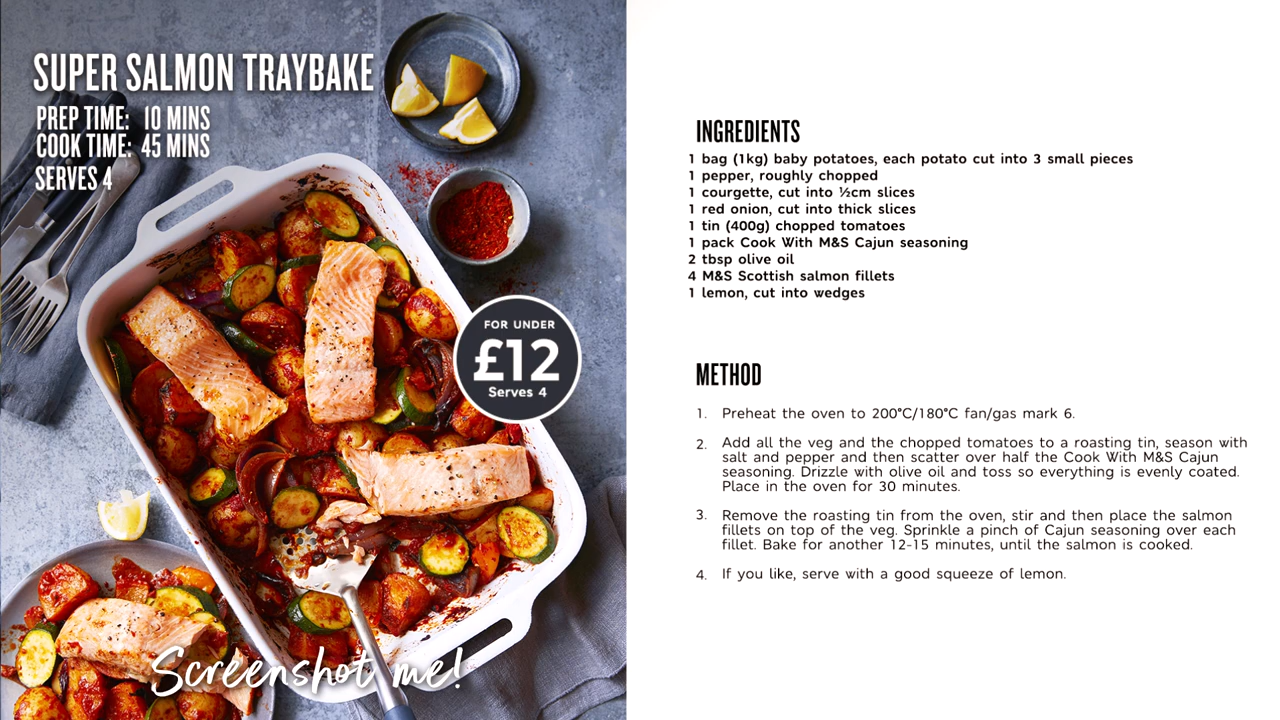 SUPER SALMON TRAYBAKE
PREP TIME: 10 MINS
COOK TIME: 45 MINS
SERVES 4
FOR UNDER
£12
Serves 4
Screenshot me!
INGREDIENTS
1 bag (1kg) baby potatoes, each potato cut into 3 small pieces
1 pepper, roughly chopped
1 courgette, cut into ½cm slices
1 red onion, cut into thick slices
1 tin (400g) chopped tomatoes
1 pack Cook With M&S Cajun seasoning
2 tbsp olive oil
4 M&S Scottish salmon fillets
1 lemon, cut into wedges
METHOD
1. Preheat the oven to 200°C/180°C fan/gas mark 6.
2. Add all the veg and the chopped tomatoes to a roasting tin, season with
salt and pepper and then scatter over half the Cook With M&S Cajun
seasoning. Drizzle with olive oil and toss so everything is evenly coated.
Place in the oven for 30 minutes.
3. Remove the roasting tin from the oven, stir and then place the salmon
fillets on top of the veg. Sprinkle a pinch of Cajun seasoning over each
fillet. Bake for another 12-15 minutes, until the salmon is cooked.
4. If you like, serve with a good squeeze of lemon.